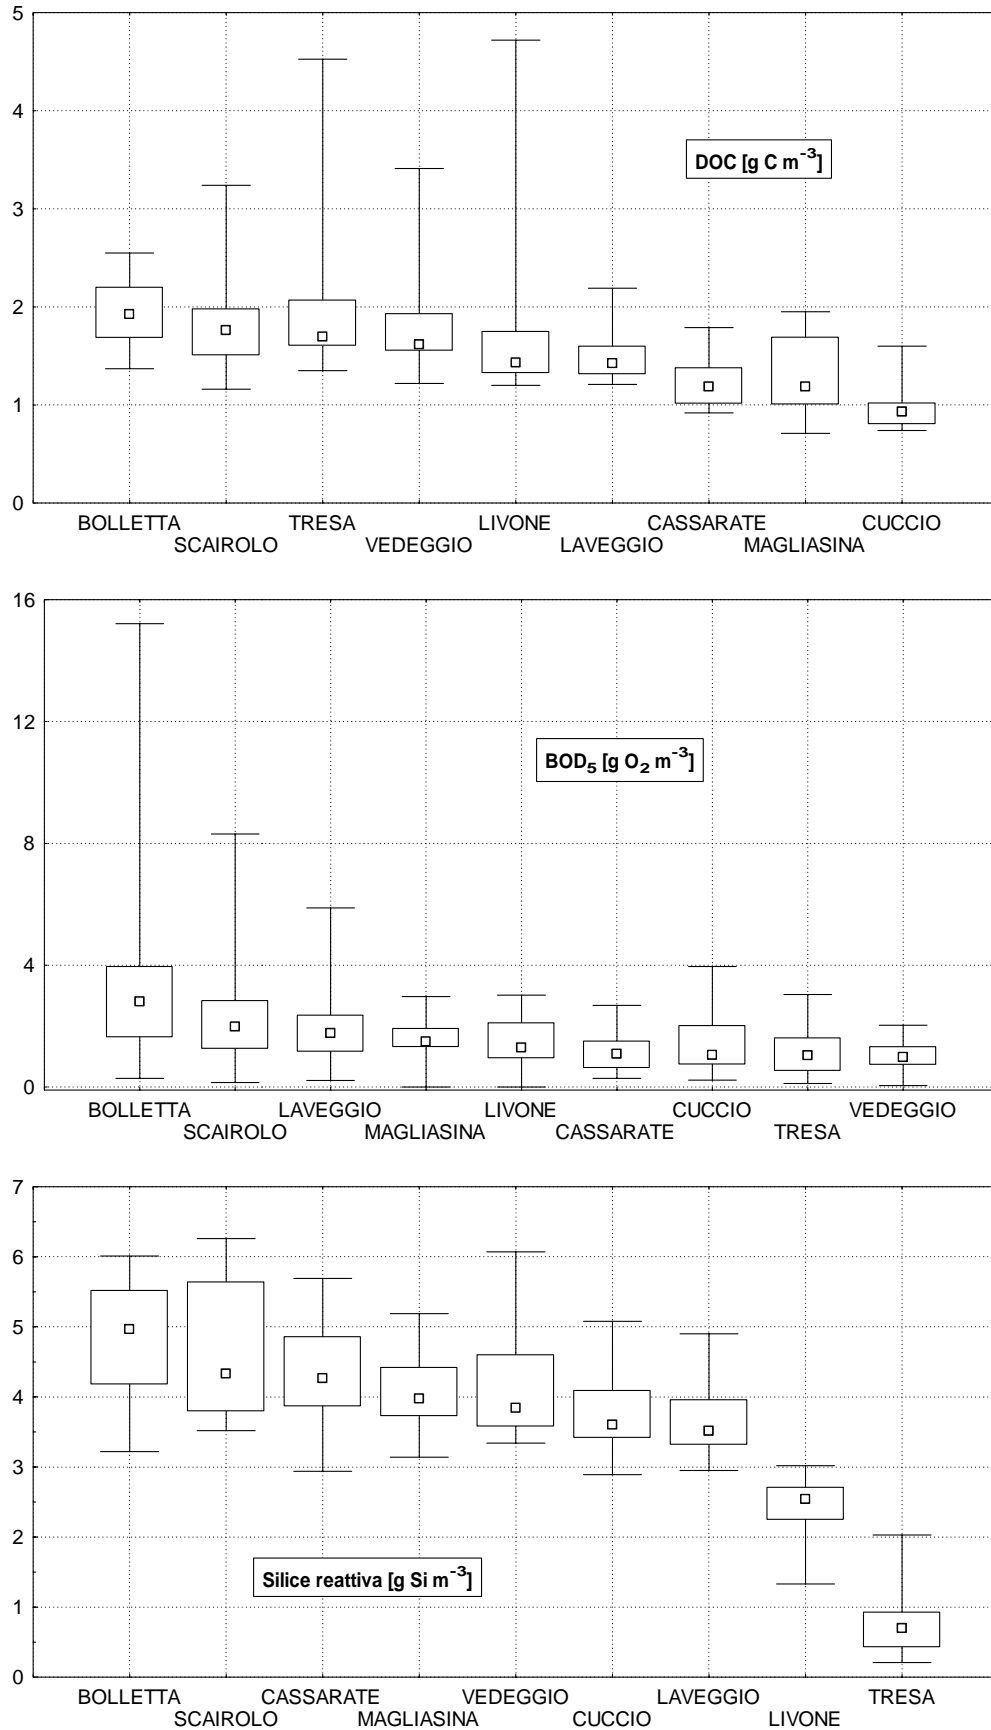 5
4
DOC [g C m⁻³]
3
2
1
0
BOLLETTA TRESA LIVONE CASSARATE CUCCIO
SCAIROLO VEDEGGIO LAVEGGIO MAGLIASINA
16
12
BOD₅ [g O₂ m⁻³]
8
4
0
BOLLETTA LAVEGGIO LIVONE CUCCIO VEDEGGIO
SCAIROLO MAGLIASINA CASSARATE TRESA
7
6
5
4
3
2
Silice reattiva [g Si m⁻³]
1
0
BOLLETTA CASSARATE VEDEGGIO LAVEGGIO TRESA
SCAIROLO MAGLIASINA CUCCIO LIVONE